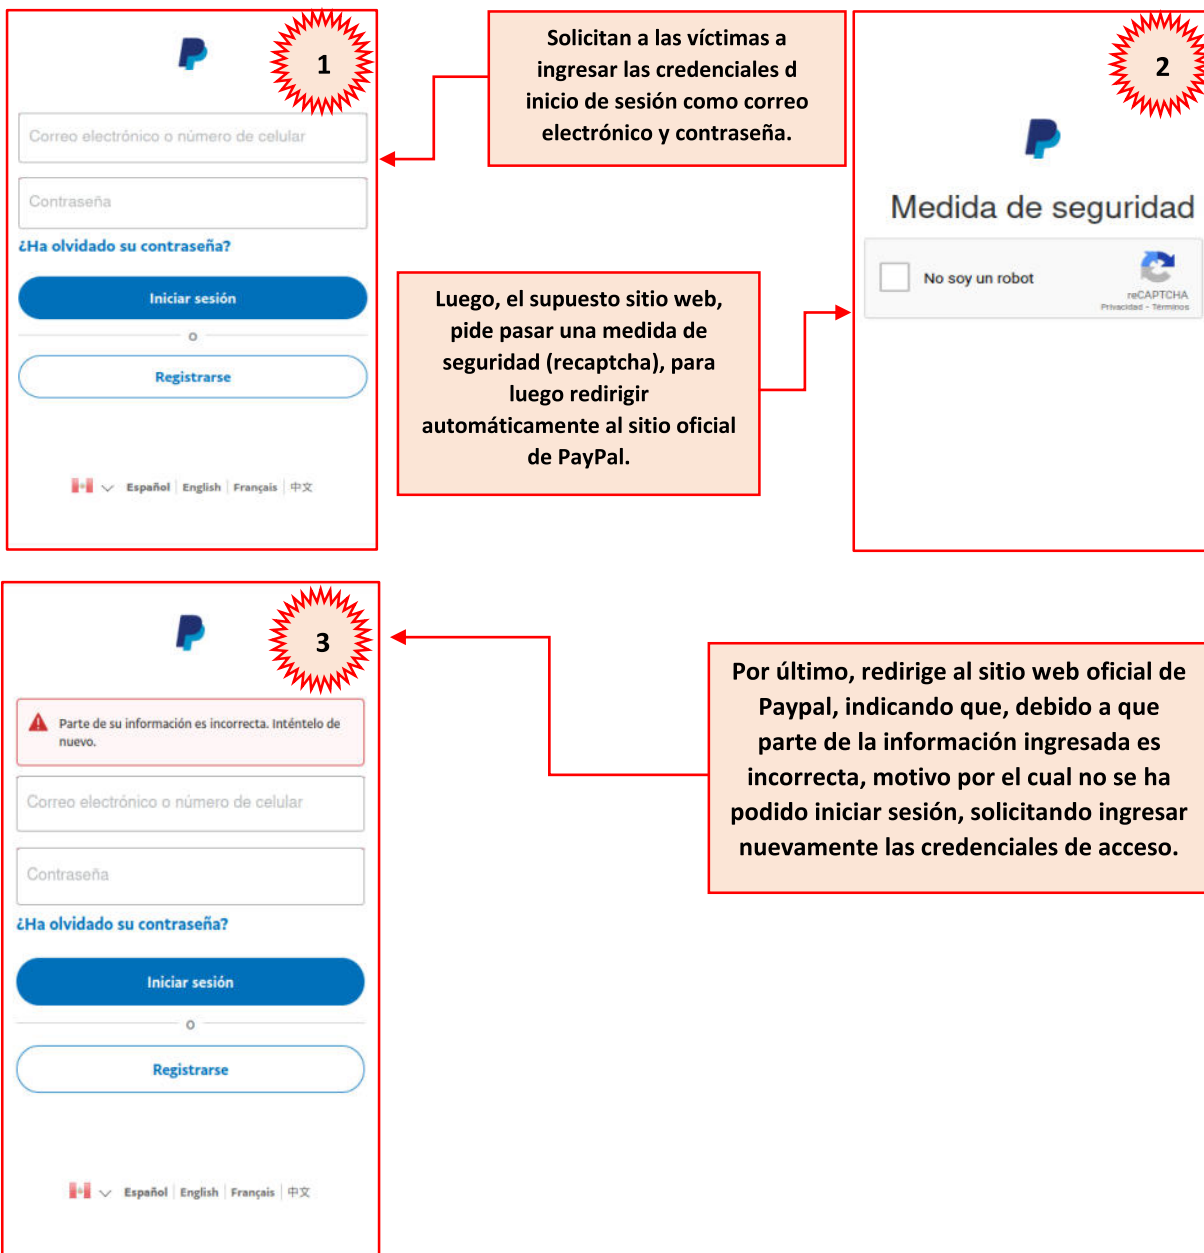 1
Correo electrónico o número de celular
Contraseña
¿Ha olvidado su contraseña?
Iniciar sesión
o
Registrarse
Español English Français 中文
Solicitan a las víctimas a
ingresar las credenciales d
inicio de sesión como correo
electrónico y contraseña.
Luego, el supuesto sitio web,
pide pasar una medida de
seguridad (recaptcha), para
luego redirigir
automáticamente al sitio oficial
de PayPal.
2
Medida de seguridad
No soy un robot
reCAPTCHA
Privacidad - Términos
3
Parte de su información es incorrecta. Inténtelo de
nuevo.
Correo electrónico o número de celular
Contraseña
¿Ha olvidado su contraseña?
Iniciar sesión
o
Registrarse
Español English Français 中文
Por último, redirige al sitio web oficial de
Paypal, indicando que, debido a que
parte de la información ingresada es
incorrecta, motivo por el cual no se ha
podido iniciar sesión, solicitando ingresar
nuevamente las credenciales de acceso.